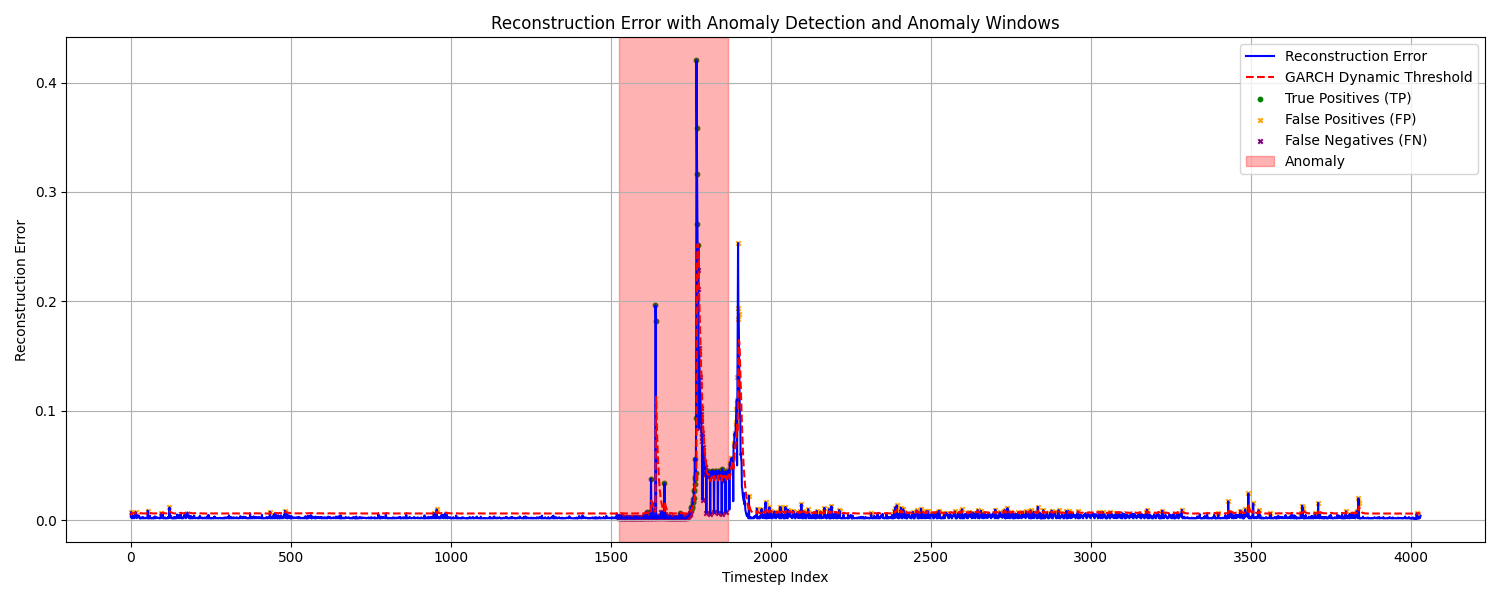 Reconstruction Error with Anomaly Detection and Anomaly Windows
Reconstruction Error
GARCH Dynamic Threshold
True Positives (TP)
False Positives (FP)
False Negatives (FN)
Anomaly
Reconstruction Error
0.4
0.3
0.2
0.1
0.0
0 500 1000 1500 2000 2500 3000 3500 4000
Timestep Index